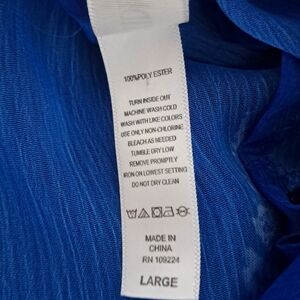 100%POLYESTER
TURN INSIDE OUT
MACHINE WASH COLD
WASH WITH LIKE COLORS
USE ONLY NON-CHLORINE
BLEACH AS NEEDED
TUMBLE DRY LOW
REMOVE PROMPTLY
IRON ON LOWEST SETTING
DO NOT DRY CLEAN
MADE IN
CHINA
RN 109224
LARGE